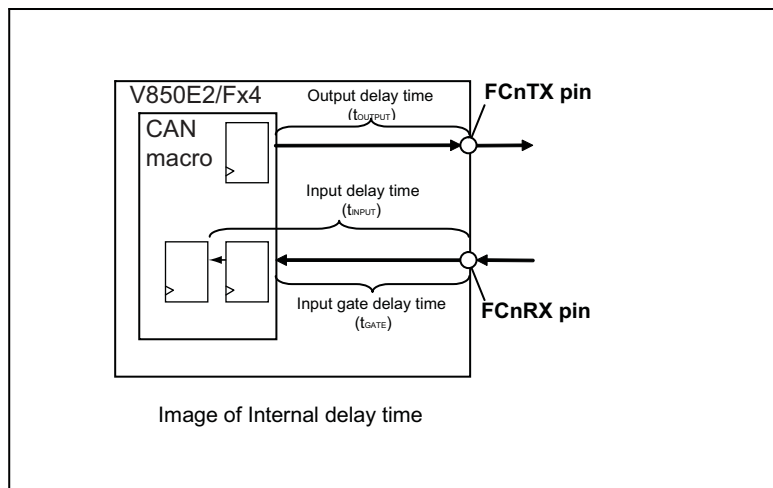 V850E2/Fx4
Output delay time
(tOUTPUT)
FCnTX pin
CAN
macro
Input delay time
(tINPUT)
Input gate delay time
(tGATE)
FCnRX pin
Image of Internal delay time